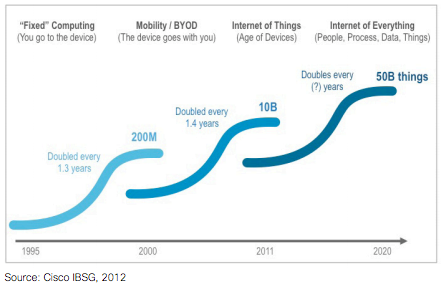 “Fixed” Computing
(You go to the device)
Mobility / BYOD
(The device goes with you)
Internet of Things
(Age of Devices)
Internet of Everything
(People, Process, Data, Things)
Doubles every
(?) years
50B things
Doubled every
1.4 years
10B
Doubled every
1.3 years
200M
1995
2000
2011
2020
Source: Cisco IBSG, 2012